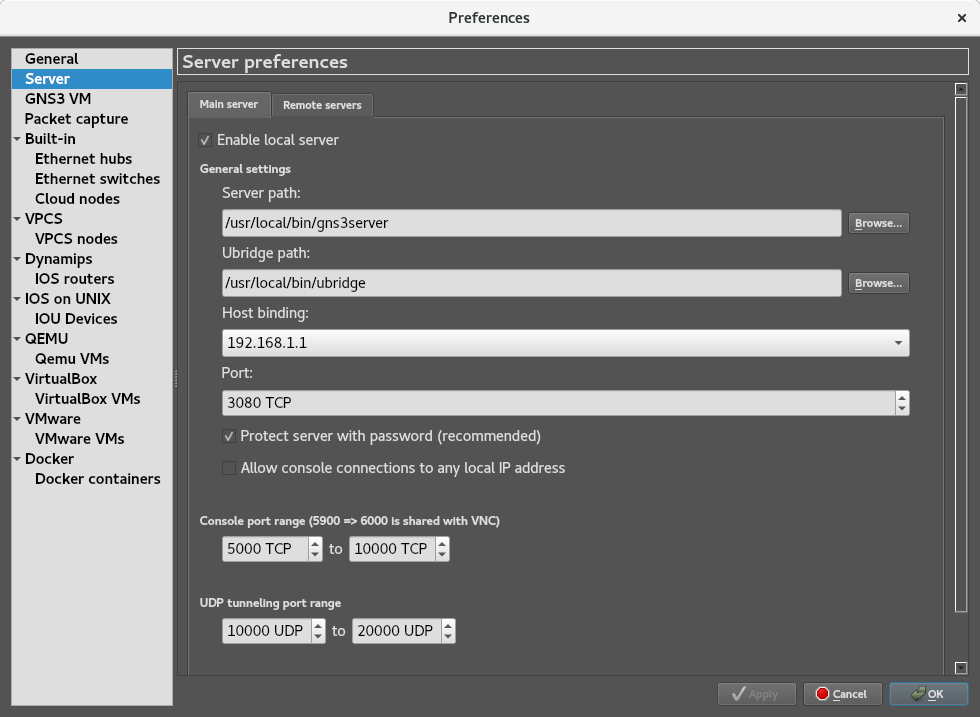 Preferences
General
Server
GNS3 VM
Packet capture
Built-in
Ethernet hubs
Ethernet switches
Cloud nodes
VPCS
VPCS nodes
Dynamips
IOS routers
IOS on UNIX
IOU Devices
QEMU
Qemu VMs
VirtualBox
VirtualBox VMs
VMware
VMware VMs
Docker
Docker containers
Server preferences
Main server
Remote servers
Enable local server
General settings
Server path:
/usr/local/bin/gns3server
Browse...
Ubridge path:
/usr/local/bin/ubridge
Browse...
Host binding:
192.168.1.1
Port:
3080 TCP
Protect server with password (recommended)
Allow console connections to any local IP address
Console port range (5900 => 6000 is shared with VNC)
5000 TCP to 10000 TCP
UDP tunneling port range
10000 UDP to 20000 UDP
Apply
Cancel
OK